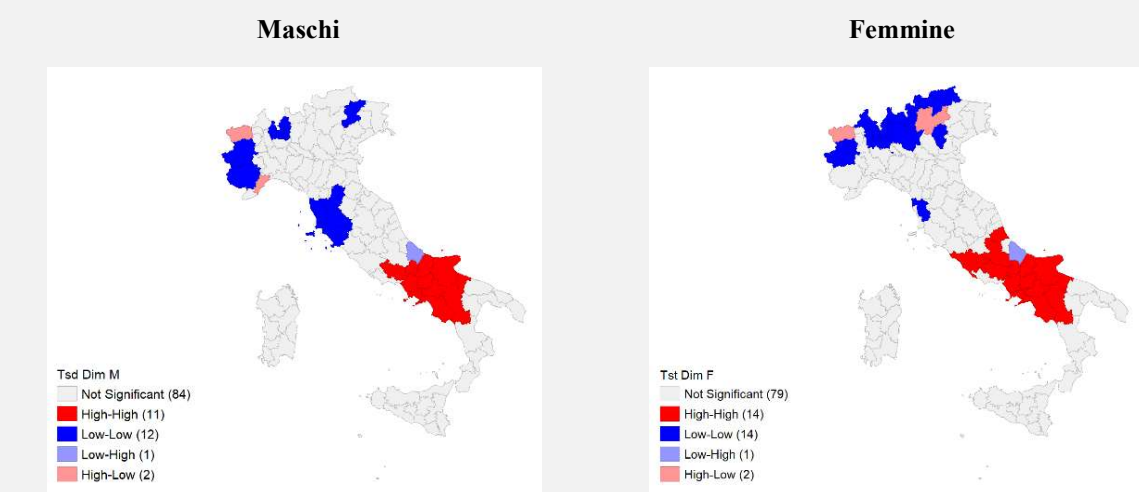 Maschi
Femmine
Tsd Dim M
Not Significant (84)
High-High (11)
Low-Low (12)
Low-High (1)
High-Low (2)
Tst Dim F
Not Significant (79)
High-High (14)
Low-Low (14)
Low-High (1)
High-Low (2)